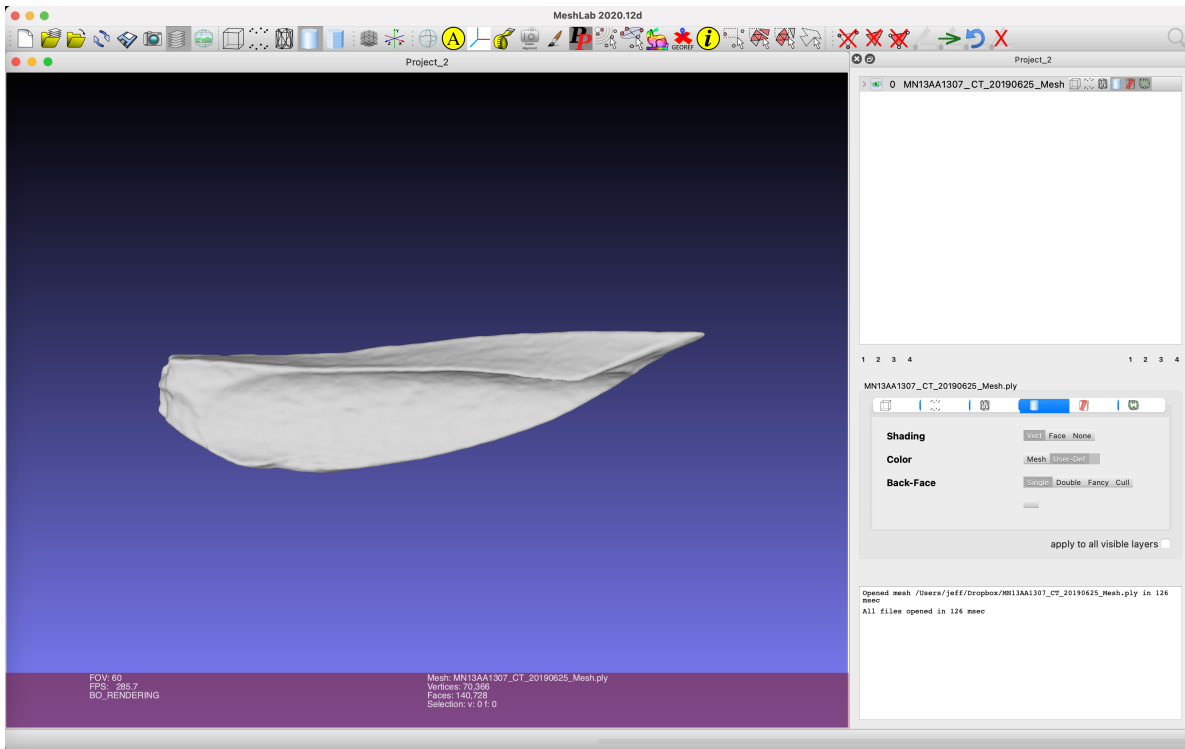 MeshLab 2020.12d
A
GEOREF
Project_2
Project_2
0 MN13AA1307_CT_20190625_Mesh
1 2 3 4
1 2 3 4
MN13AA1307_CT_20190625_Mesh.ply
Shading
Vert Face None
Color
Mesh User-Def
Back-Face
Single Double Fancy Cull
apply to all visible layers
Opened mesh /Users/jeff/Dropbox/MN13AA1307_CT_20190625_Mesh.ply in 126
msec
All files opened in 126 msec
FOV: 60
FPS: 285.7
BO_RENDERING
Mesh: MN13AA1307_CT_20190625_Mesh.ply
Vertices: 70,366
Faces: 140,728
Selection: v: 0 f: 0